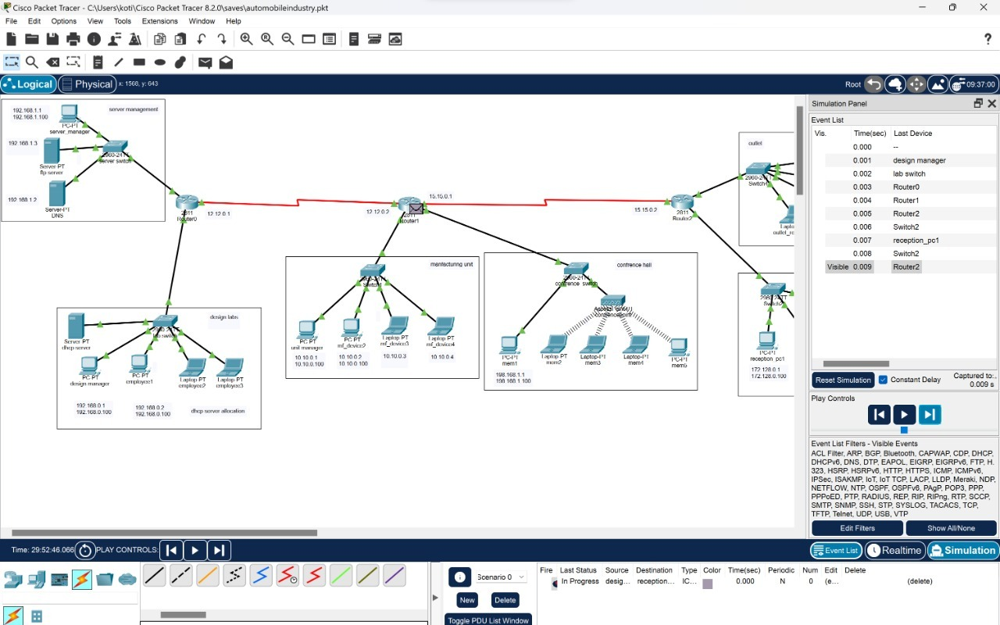 Cisco Packet Tracer - C:\Users\koti\Cisco Packet Tracer 8.2.0\saves\automobileindustry.pkt
File Edit Options View Tools Extensions Window Help
?
Logical Physical x: 1568, y: 643
Root 09:37:00
192.168.1.1
192.168.1.100
server management
PC-PT
server_manager
192.168.1.3
Server-PT
ftp server
2960-24TT
server switch
192.168.1.2
Server-PT
DNS
2811
Router0
12.12.0.1
12.12.0.2
2811
Router1
15.15.0.1
15.15.0.2
2811
Router2
outlet
2960-24TT
Switch
Lapto
outlet_re
manfacturing unit
2960-24TT
Switch1
PC-PT
unit manager
PC-PT
mf_device2
Laptop-PT
mf_device3
Laptop-PT
mf_device4
10.10.0.1
10.10.0.100
10.10.0.2
10.10.0.100
10.10.0.3
10.10.0.4
confrence hall
2960-24TT
confrence_switch
PC-PT
mem1
Laptop-PT
mem2
Laptop-PT
mem3
Laptop-PT
mem4
PC-PT
mem5
198.168.1.1
198.168.1.100
design labs
Server-PT
dhcp server
2960-24TT
lab switch
PC-PT
design manager
PC-PT
employee1
Laptop-PT
employee2
Laptop-PT
employee3
192.168.0.1
192.168.0.100
192.168.0.2
192.168.0.100
dhcp server allocation
2960-24TT
Switch2
PC-PT
reception_pc1
172.128.0.1
172.128.0.100
Simulation Panel
Event List
Vis. Time(sec) Last Device
0.000 --
0.001 design manager
0.002 lab switch
0.003 Router0
0.004 Router1
0.005 Router2
0.006 Switch2
0.007 reception_pc1
0.008 Switch2
Visible 0.009 Router2
Reset Simulation Constant Delay Captured to:
0.009 s
Play Controls
Event List Filters - Visible Events
ACL Filter, ARP, BGP, Bluetooth, CAPWAP, CDP, DHCP,
DHCPv6, DNS, DTP, EAPOL, EIGRP, EIGRPv6, FTP, H.
323, HSRP, HSRPv6, HTTP, HTTPS, ICMP, ICMPv6,
IPSec, ISAKMP, IoT, IoT TCP, LACP, LLDP, Meraki, NDP,
NETFLOW, NTP, OSPF, OSPFv6, PAgP, POP3, PPP,
PPPoED, PTP, RADIUS, REP, RIP, RIPng, RTP, SCCP,
SMTP, SNMP, SSH, STP, SYSLOG, TACACS, TCP,
TFTP, Telnet, UDP, USB, VTP
Edit Filters Show All/None
Time: 29:52:46.066 PLAY CONTROLS:
Event List Realtime Simulation
Scenario 0
New Delete
Toggle PDU List Window
Fire Last Status Source Destination Type Color Time(sec) Periodic Num Edit Delete
In Progress desig... reception... IC... 0.000 N 0 (e... (delete)